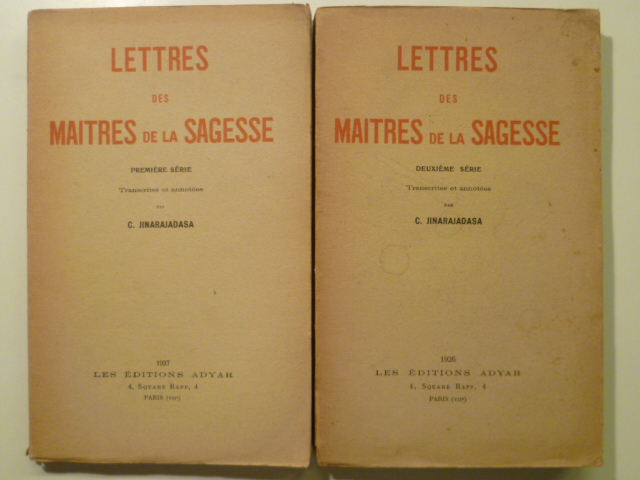 LETTRES
DES
MAITRES DE LA SAGESSE
PREMIÈRE SÉRIE
Transcrites et annotées
PAR
C. JINARAJADASA
1927
LES ÉDITIONS ADYAR
4, SQUARE RAPP, 4
PARIS (VIIᵉ)
LETTRES
DES
MAITRES DE LA SAGESSE
DEUXIÈME SÉRIE
Transcrites et annotées
PAR
C. JINARAJADASA
1926
LES ÉDITIONS ADYAR
4, SQUARE RAPP, 4
PARIS (VIIᵉ)